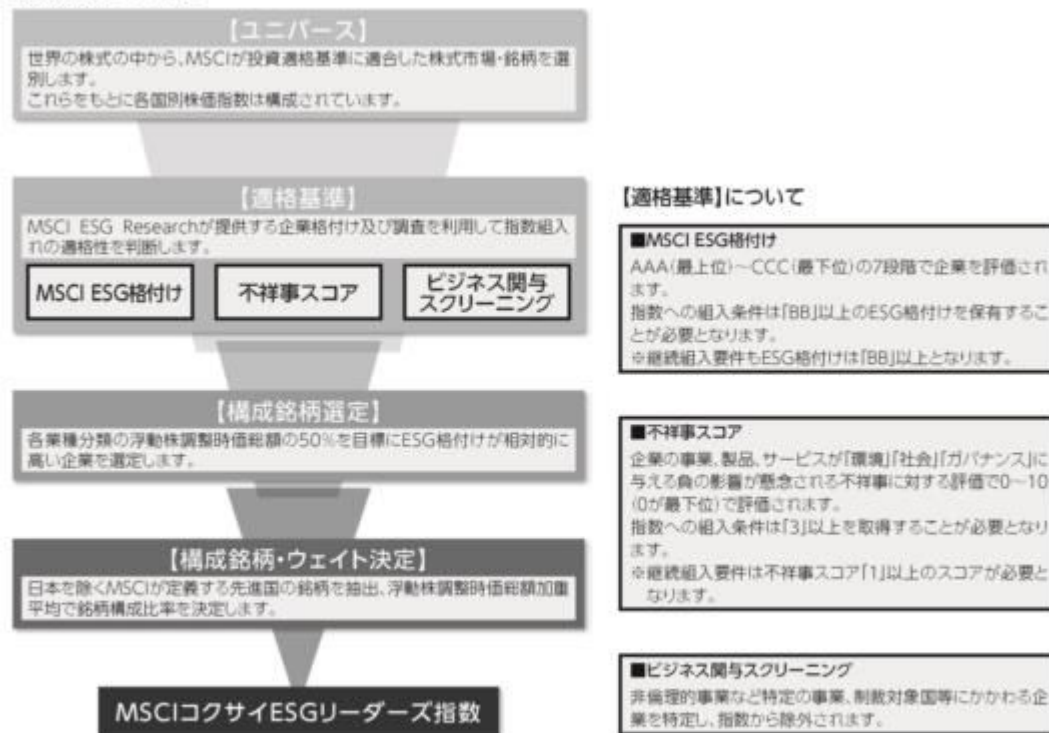 【ユニバース】
世界の株式の中から、MSCIが投資適格基準に適合した株式市場・銘柄を選
別します。
これらをもとに各国別株価指数は構成されています。
【適格基準】
MSCI ESG Researchが提供する企業格付け及び調査を利用して指数組入
れの適格性を判断します。
MSCI ESG格付け
不祥事スコア
ビジネス関与
スクリーニング
【構成銘柄選定】
各業種分類の浮動株調整時価総額の50%を目標にESG格付けが相対的に
高い企業を選定します。
【構成銘柄・ウェイト決定】
日本を除くMSCIが定義する先進国の銘柄を抽出、浮動株調整時価総額加重
平均で銘柄構成比率を決定します。
MSCIコクサイESGリーダーズ指数
【適格基準】について
■MSCI ESG格付け
AAA(最上位)～CCC(最下位)の7段階で企業を評価され
ます。
指数への組入条件は「BB」以上のESG格付けを保有するこ
とが必要となります。
※継続組入要件もESG格付けは「BB」以上となります。
■不祥事スコア
企業の事業、製品、サービスが「環境」「社会」「ガバナンス」に
与える負の影響が懸念される不祥事に対する評価で0～10
(0が最下位)で評価されます。
指数への組入条件は「3」以上を取得することが必要となり
ます。
※継続組入要件は不祥事スコア「1」以上のスコアが必要と
なります。
■ビジネス関与スクリーニング
非倫理的事業など特定の事業、制裁対象国等にかかわる企
業を特定し、指数から除外されます。